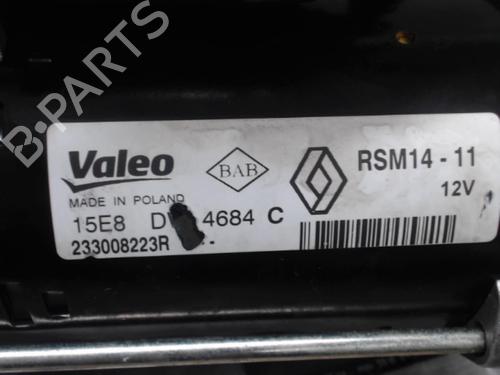 B-PARTS
Valeo
BAB
RSM14 - 11
MADE IN POLAND
12V
15E8 D 4684 C
233008223R